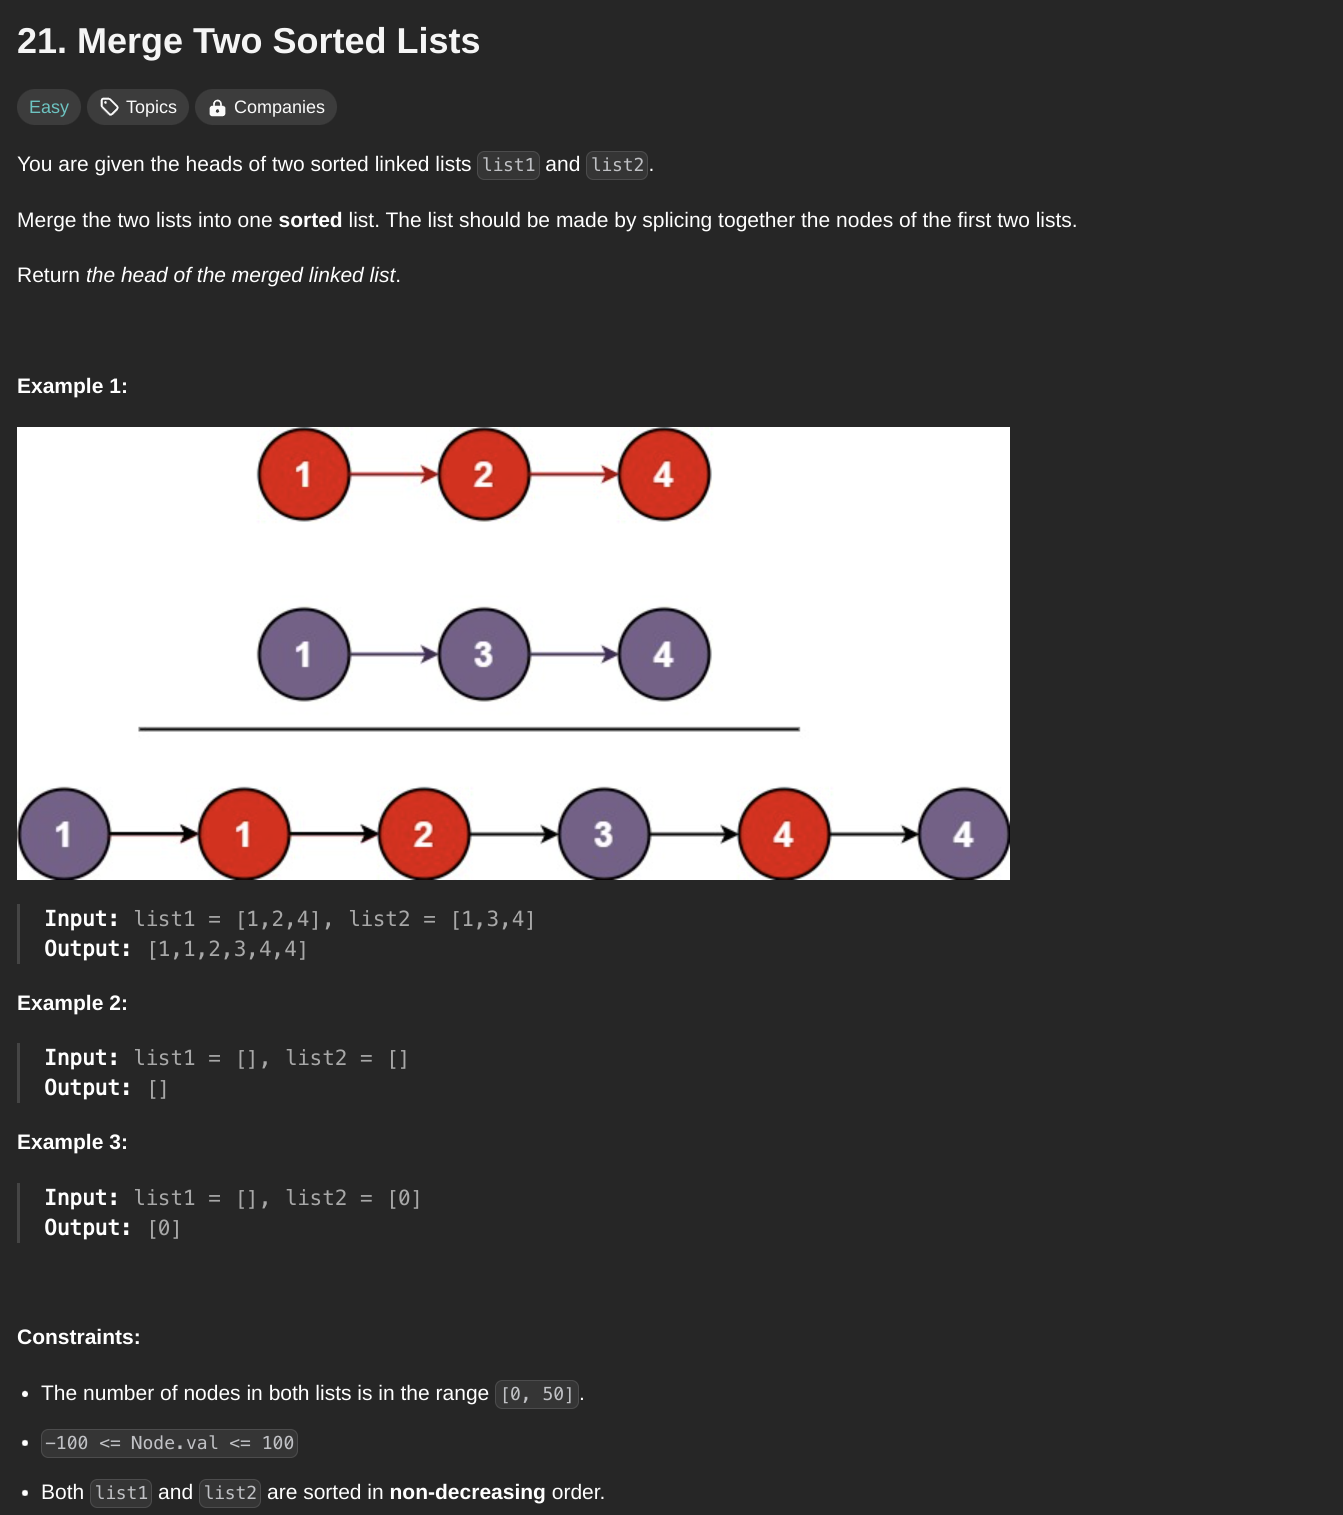 21. Merge Two Sorted Lists
Easy Topics Companies
You are given the heads of two sorted linked lists list1 and list2.
Merge the two lists into one sorted list. The list should be made by splicing together the nodes of the first two lists.
Return the head of the merged linked list.
Example 1:
1 2 4
1 3 4
1 1 2 3 4 4
Input: list1 = [1,2,4], list2 = [1,3,4]
Output: [1,1,2,3,4,4]
Example 2:
Input: list1 = [], list2 = []
Output: []
Example 3:
Input: list1 = [], list2 = [0]
Output: [0]
Constraints:
• The number of nodes in both lists is in the range [0, 50].
• -100 <= Node.val <= 100
• Both list1 and list2 are sorted in non-decreasing order.